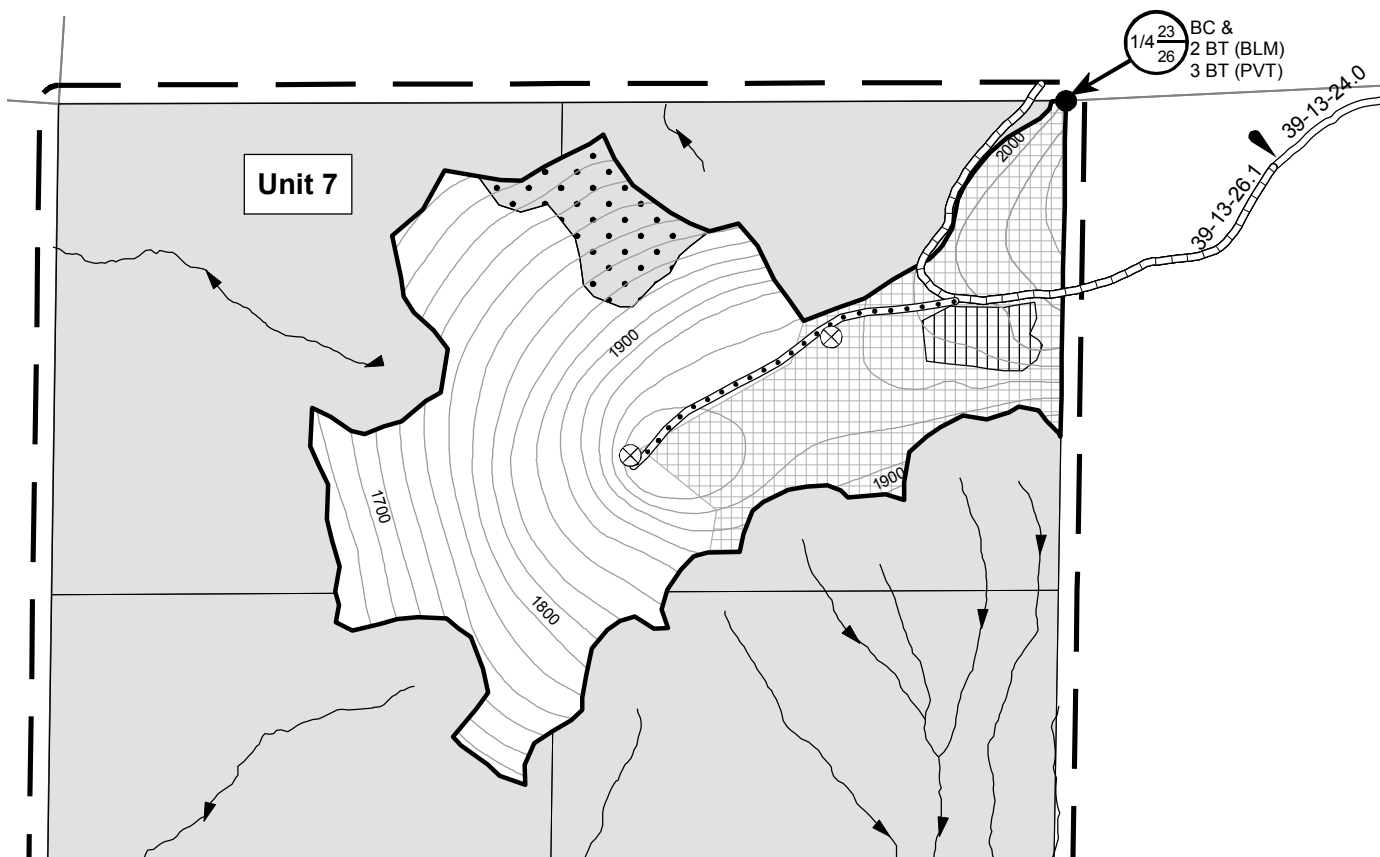 1/4 23
26
BC &
2 BT (BLM)
3 BT (PVT)
39-13-24.0
2000
Unit 7
39-13-26.1
1900
1900
1700
1800